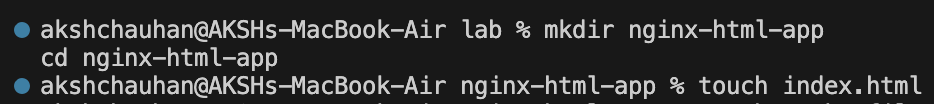 akshchauhan@AKSHs-MacBook-Air lab % mkdir nginx-html-app
cd nginx-html-app
akshchauhan@AKSHs-MacBook-Air nginx-html-app % touch index.html